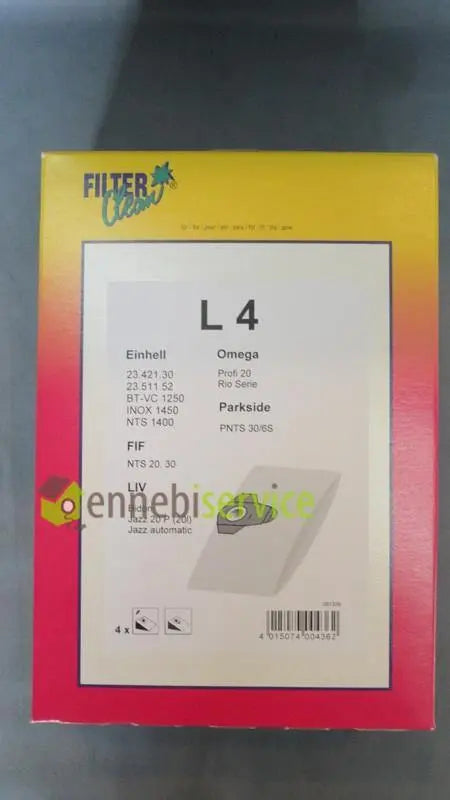 FILTER
Clean®
L 4
Einhell
23.421.30
23.511.52
BT-VC 1250
INOX 1450
NTS 1400
FIF
NTS 20. 30
LIV
Jazz 20 P (20l)
Jazz automatic
Omega
Profi 20
Rio Serie
Parkside
PNTS 30/6S
ennebiservice
4 x
4 015074 004362